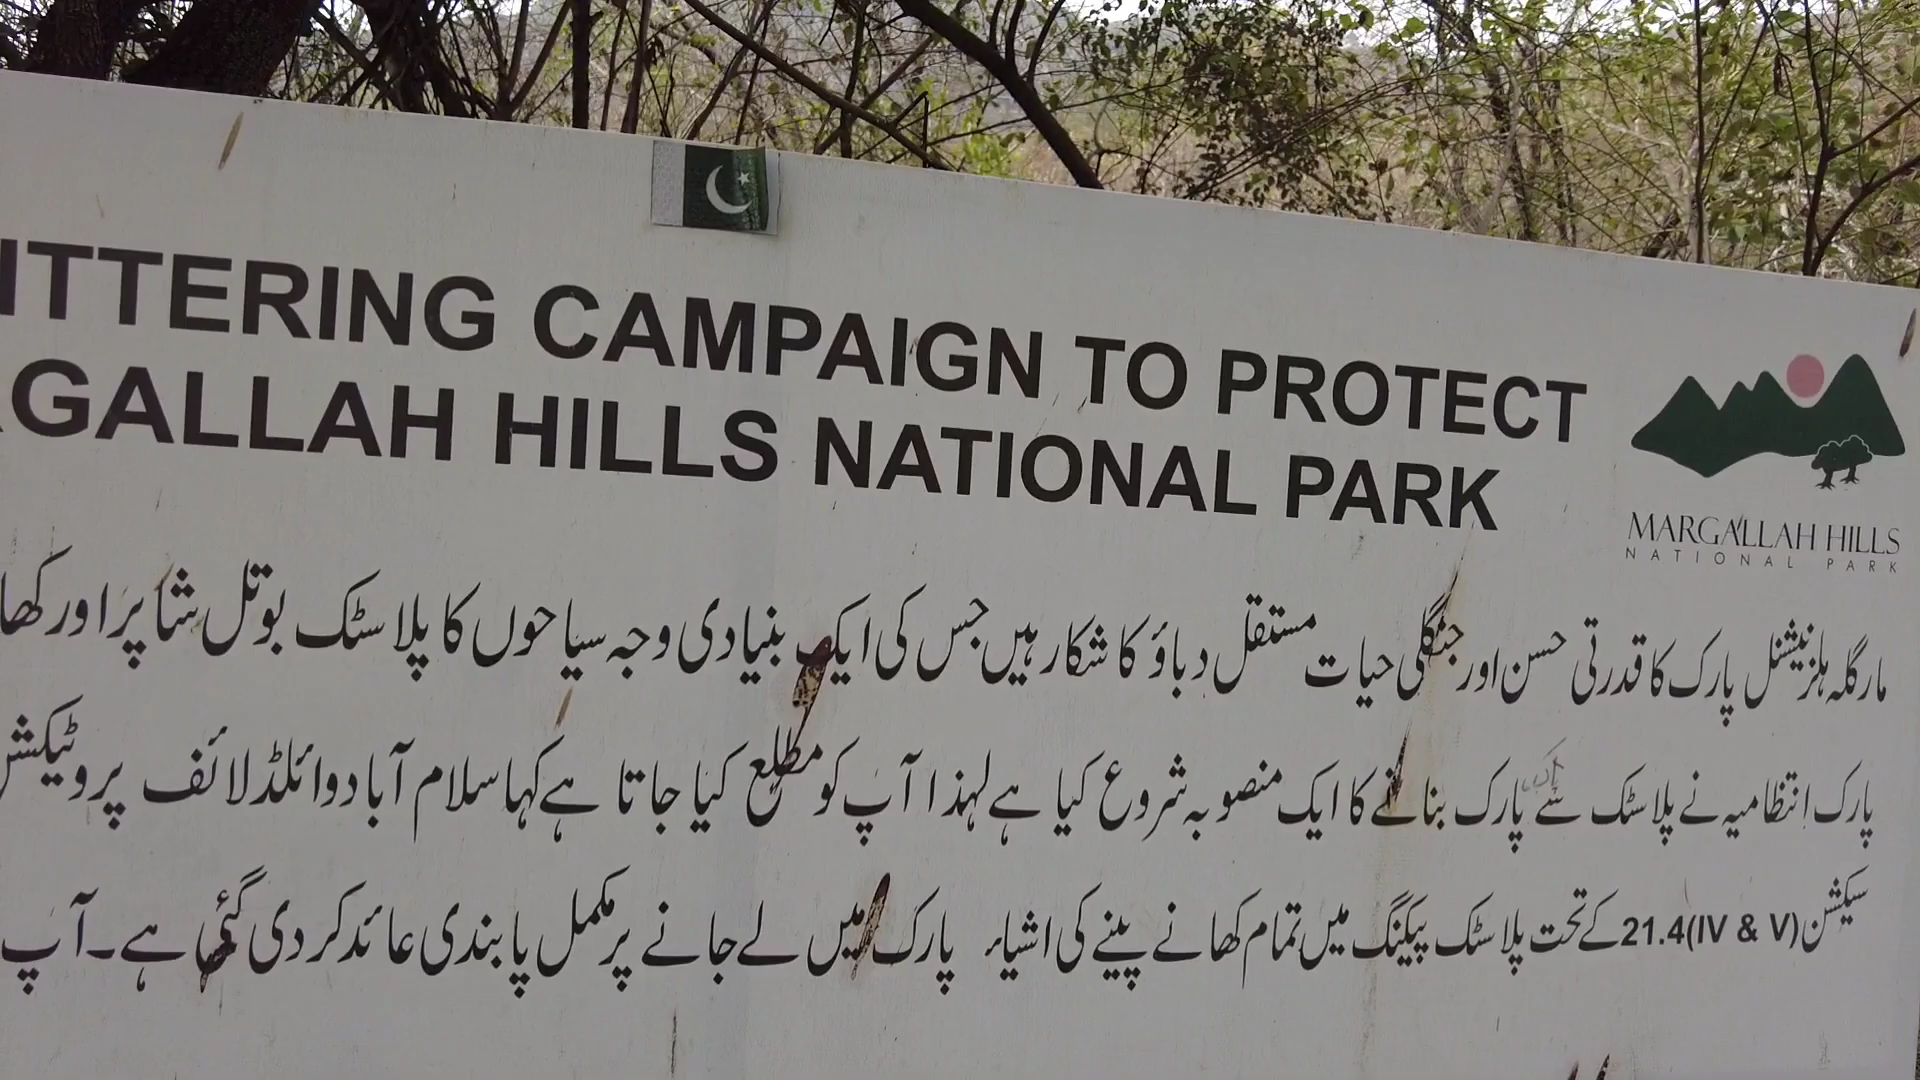 ITTERING CAMPAIGN TO PROTECT
RGALLAH HILLS NATIONAL PARK
MARGALLAH HILLS
NATIONAL PARK
مارگلہ ہلز نیشنل پارک کا قدرتی حسن اور جنگلی حیات مستقل دباؤ کا شکار ہیں جس کی ایک بنیادی وجہ سیاحوں کا پلاسٹک بوتل شاپر اور کھا
پارک انتظامیہ نے پلاسٹک سے پارک بنانے کا ایک منصوبہ شروع کیا ہے لہذا آپ کو مطلع کیا جاتا ہے کہ اسلام آباد وائلڈ لائف پروٹیکش
سیکشن 21.4(IV & V) کے تحت پلاسٹک پیکنگ میں تمام کھانے پینے کی اشیاء پارک میں لے جانے پر مکمل پابندی عائد کر دی گئی ہے۔ آپ